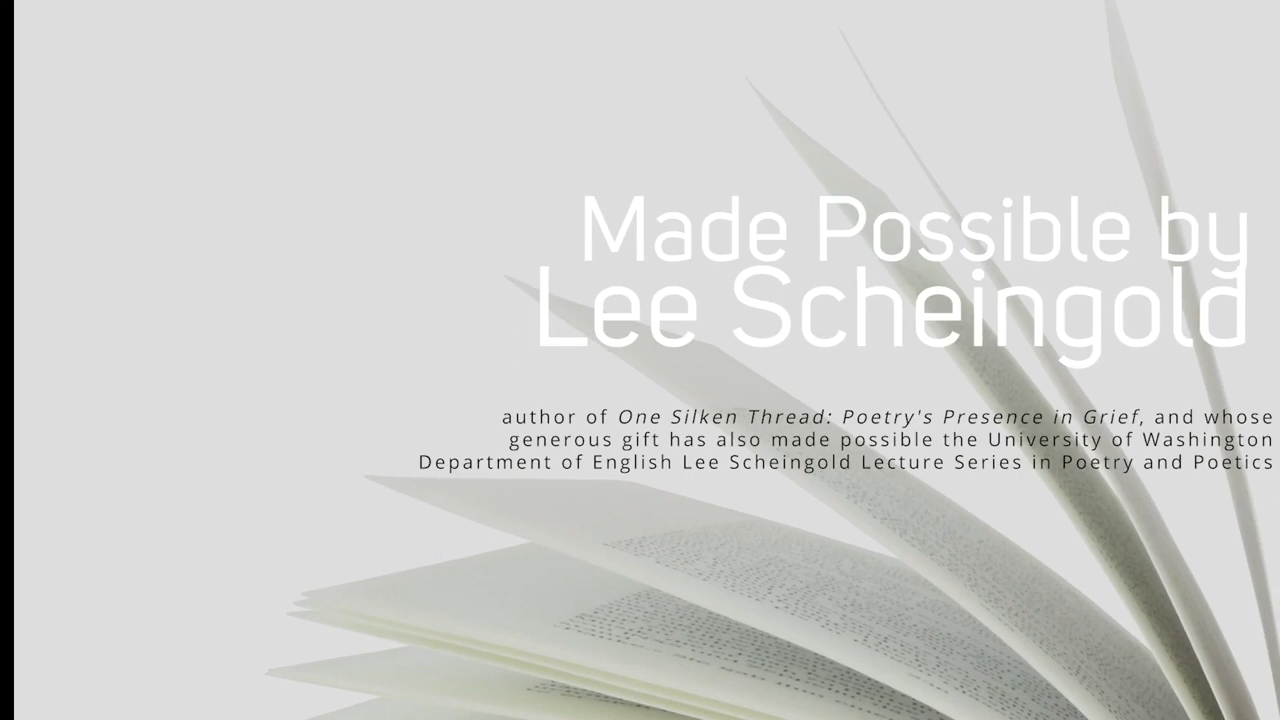 Made Possible by
Lee Scheingold
author of One Silken Thread: Poetry's Presence in Grief, and whose
generous gift has also made possible the University of Washington
Department of English Lee Scheingold Lecture Series in Poetry and Poetics